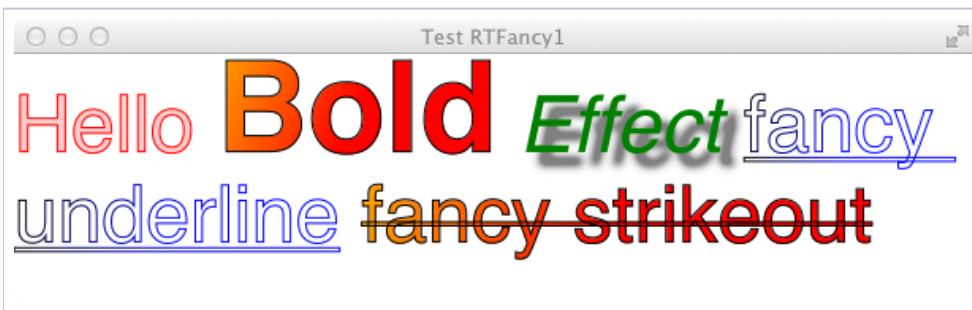 Test RTFancy1
Hello Bold Effect fancy
underline fancy strikeout